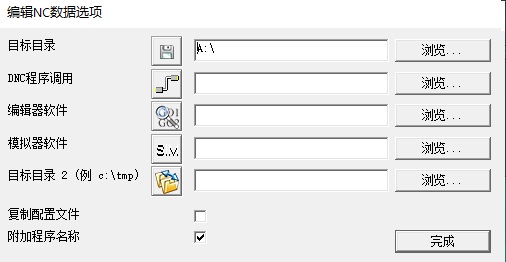 编辑NC数据选项
目标目录 A:\ 浏览...
DNC程序调用 浏览...
编辑器软件 GD1 G08 浏览...
模拟器软件 S.v. 浏览...
目标目录 2 (例 c:\tmp) 浏览...
复制配置文件
附加程序名称
完成